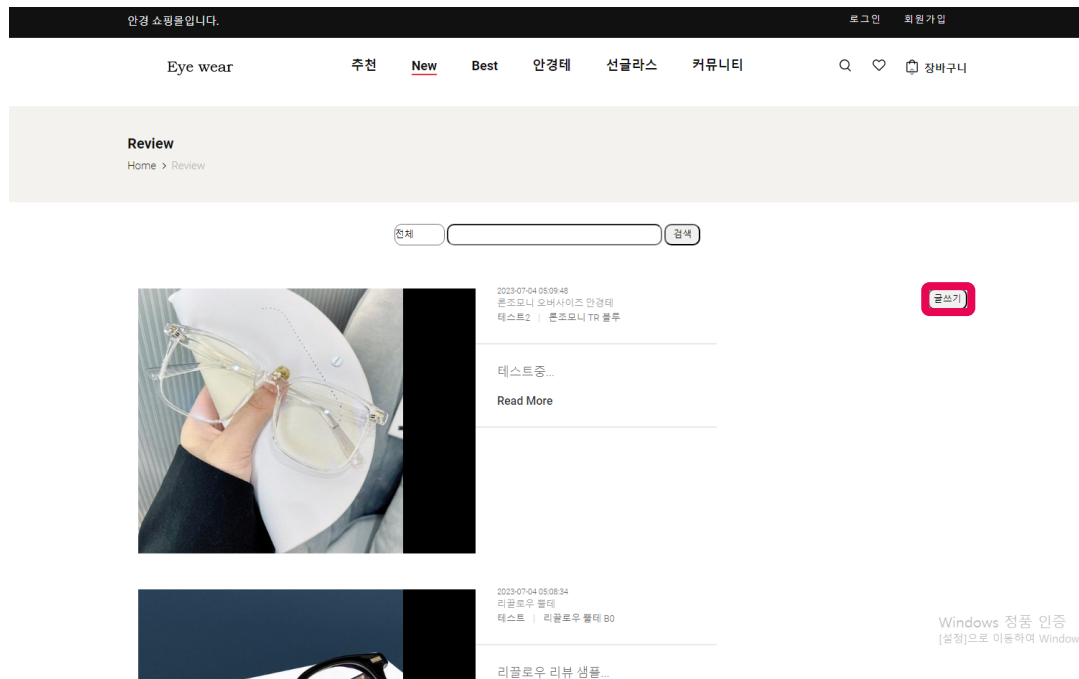 안경 쇼핑몰입니다. 로그인 회원가입
Eye wear 추천 New Best 안경테 선글라스 커뮤니티 장바구니
Review
Home > Review
전체 검색
2023-07-04 05:09:48
론조모니 오버사이즈 안경테
테스트2 | 론조모니 TR 블루
글쓰기
테스트중...
Read More
2023-07-04 05:08:34
리끌로우 뿔테
테스트 | 리끌로우 뿔테 B0
리끌로우 리뷰 샘플...
Windows 정품 인증
[설정]으로 이동하여 Window